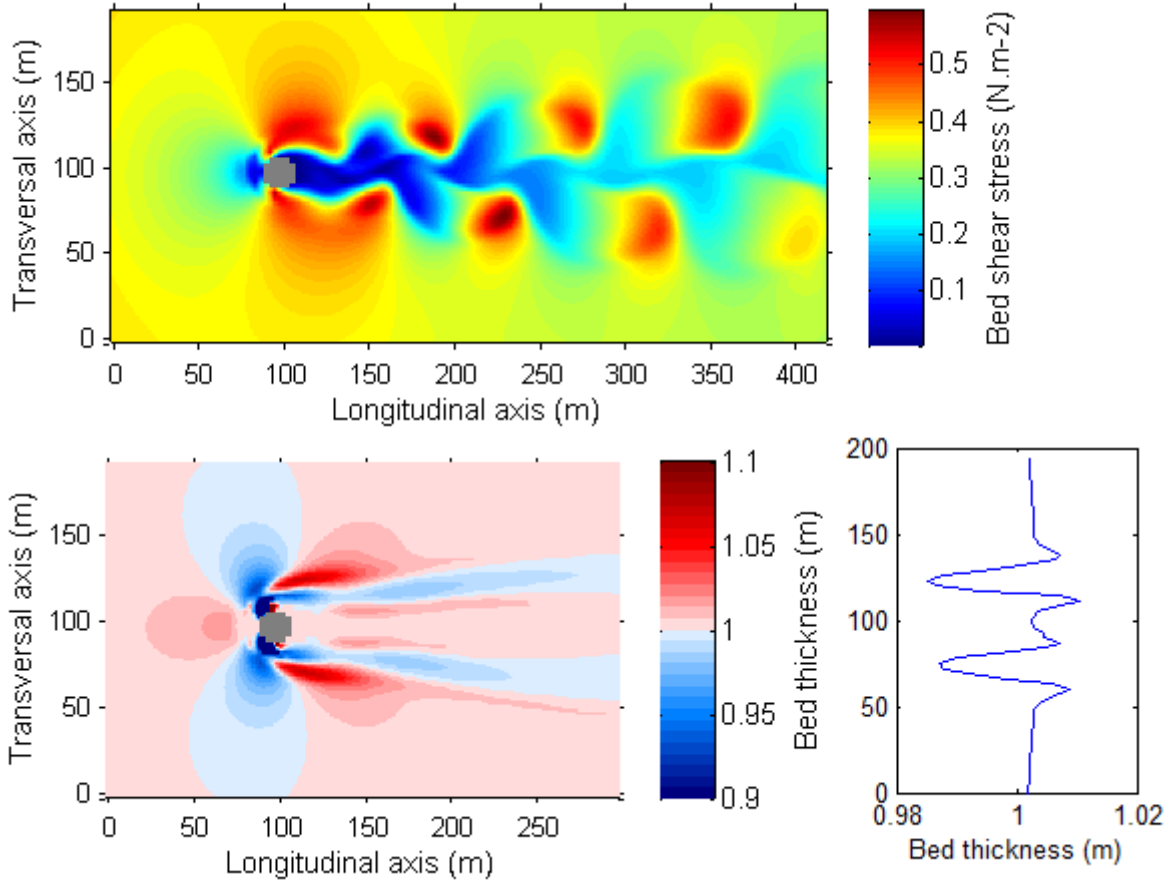 Transversal axis (m)
150
100
50
0
0 50 100 150 200 250 300 350 400
Longitudinal axis (m)
0.5
0.4
0.3
0.2
0.1
Bed shear stress (N.m-2)
Transversal axis (m)
150
100
50
0
0 50 100 150 200 250
Longitudinal axis (m)
1.1
1.05
1
0.95
0.9
Bed thickness (m)
200
150
100
50
0
0.98 1 1.02
Bed thickness (m)